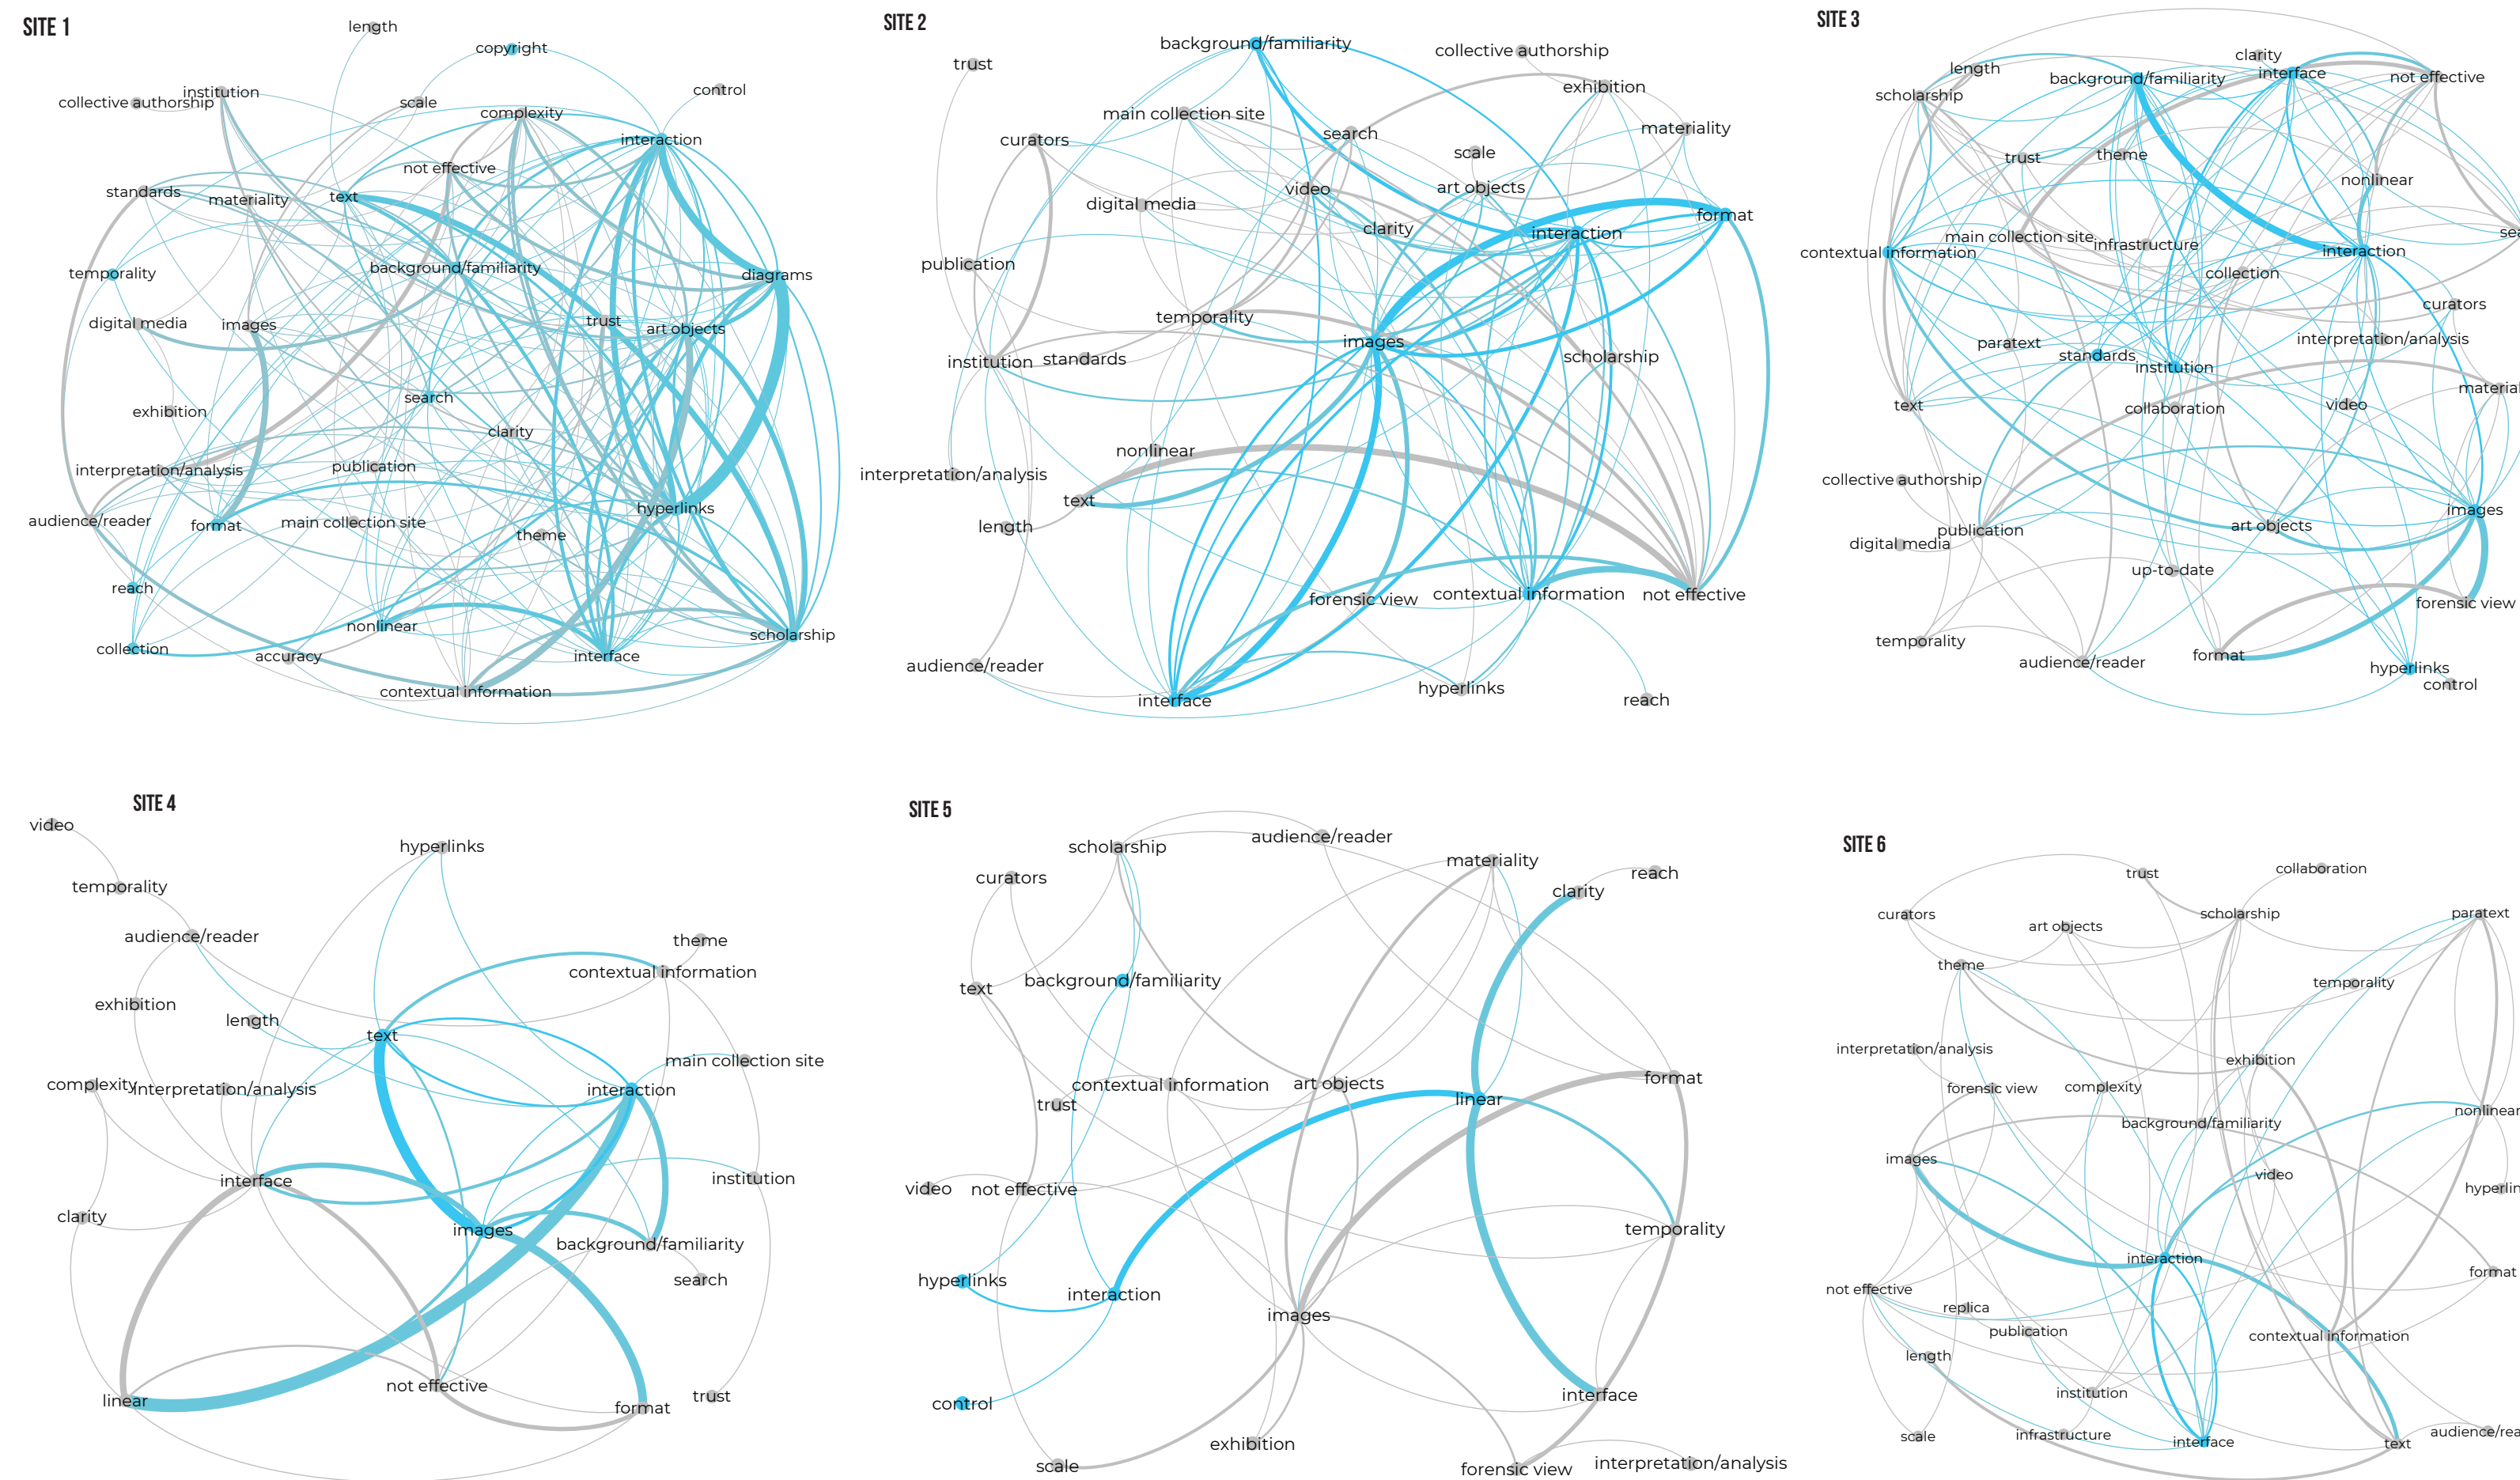 SITE 1
length
copyright
institution
collective authorship
scale
control
complexity
interaction
not effective
standards
materiality
text
temporality
background/familiarity
diagrams
digital media
images
trust
art objects
search
exhibition
clarity
interpretation/analysis
publication
hyperlinks
audience/reader
format
main collection site
theme
reach
nonlinear
scholarship
collection
accuracy
interface
contextual information
SITE 2
background/familiarity
collective authorship
trust
exhibition
main collection site
materiality
search
curators
scale
video
art objects
digital media
format
clarity
interaction
publication
temporality
images
institution
standards
scholarship
nonlinear
interpretation/analysis
text
length
forensic view
contextual information
not effective
audience/reader
hyperlinks
interface
reach
SITE 3
clarity
length
background/familiarity
interface
not effective
scholarship
trust
theme
nonlinear
sea
main collection site
infrastructure
contextual information
interaction
collection
curators
paratext
interpretation/analysis
standards
institution
material
text
collaboration
video
collective authorship
images
publication
art objects
digital media
up-to-date
forensic view
temporality
audience/reader
format
hyperlinks
control
SITE 4
video
hyperlinks
temporality
audience/reader
theme
contextual information
exhibition
length
text
main collection site
complexity
interpretation/analysis
interaction
interface
institution
clarity
images
background/familiarity
search
not effective
linear
format
trust
SITE 5
audience/reader
scholarship
materiality
curators
clarity
reach
text
background/familiarity
contextual information
art objects
format
trust
linear
video
not effective
temporality
hyperlinks
interaction
images
control
interface
exhibition
scale
forensic view
interpretation/analysis
SITE 6
trust
collaboration
curators
scholarship
paratext
art objects
theme
temporality
interpretation/analysis
exhibition
forensic view
complexity
nonlinear
background/familiarity
images
video
hyperlin
interaction
format
not effective
replica
publication
contextual information
length
institution
scale
infrastructure
interface
text
audience/rea